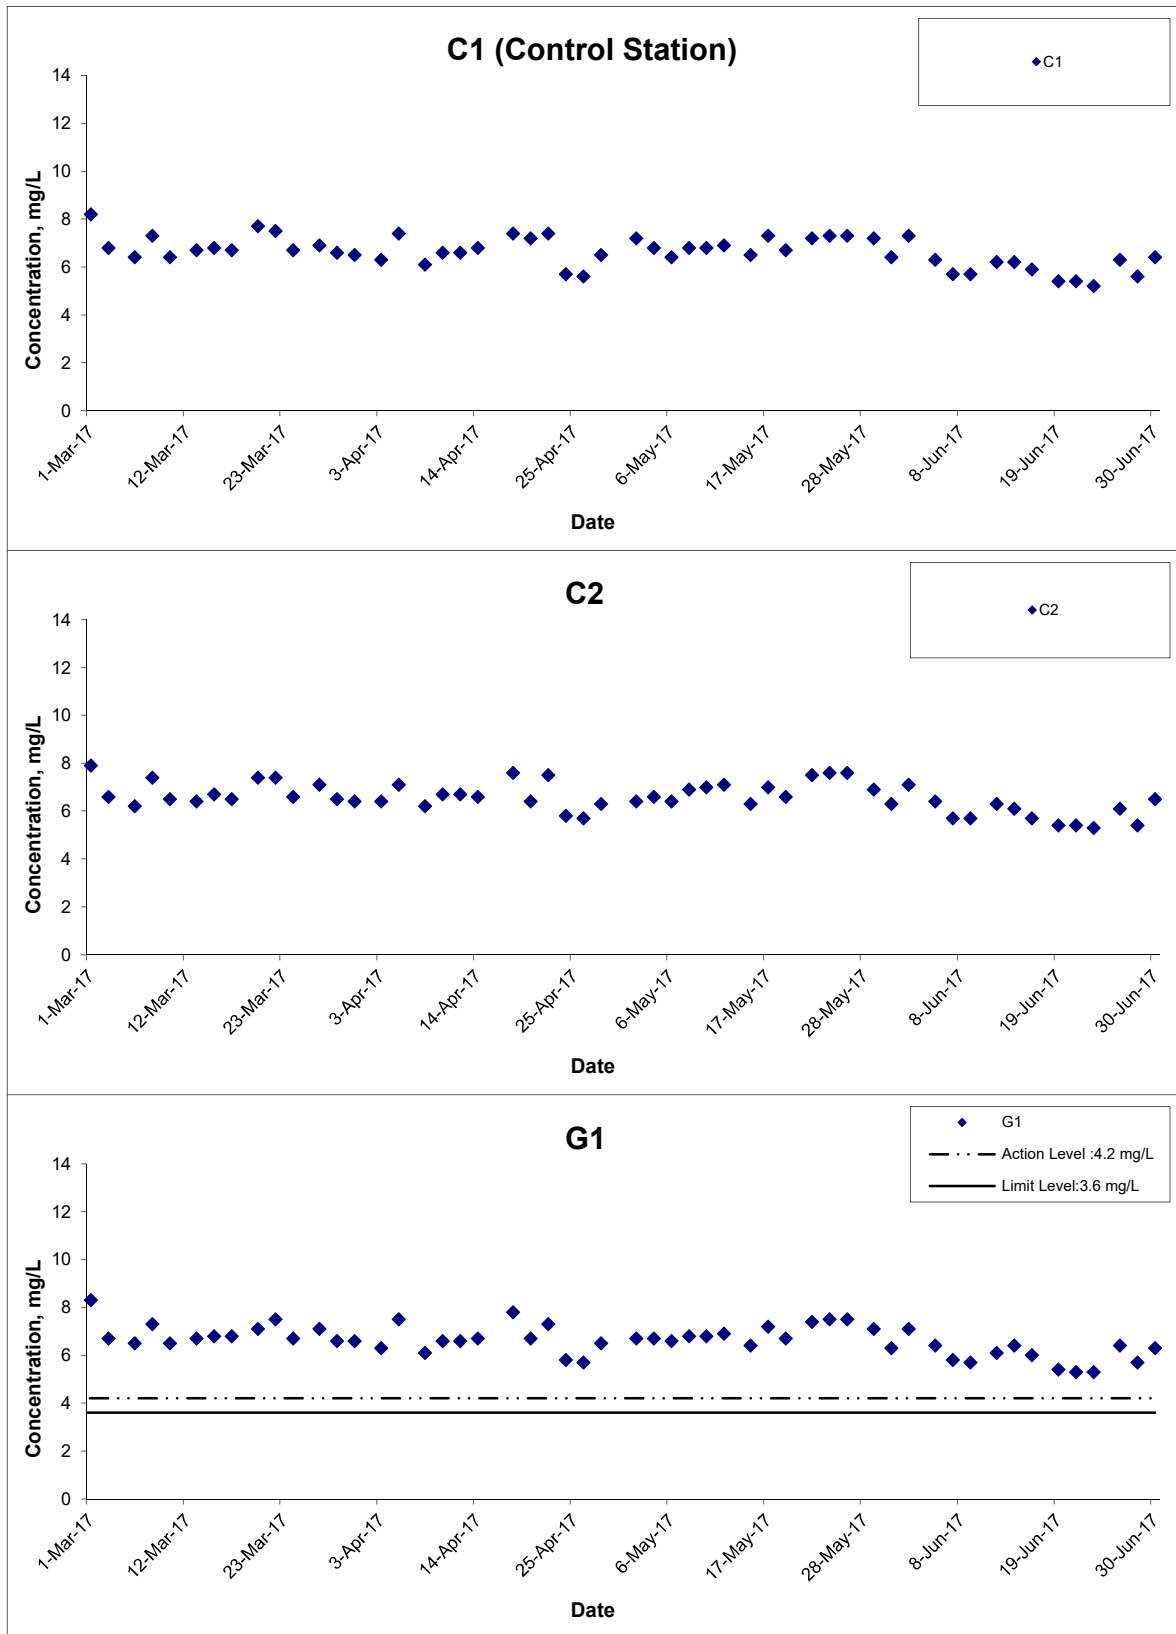 C1 (Control Station)
C1
Concentration, mg/L
14
12
10
8
6
4
2
0
1-Mar-17
12-Mar-17
23-Mar-17
3-Apr-17
14-Apr-17
25-Apr-17
6-May-17
17-May-17
28-May-17
8-Jun-17
19-Jun-17
30-Jun-17
Date
C2
C2
Concentration, mg/L
14
12
10
8
6
4
2
0
1-Mar-17
12-Mar-17
23-Mar-17
3-Apr-17
14-Apr-17
25-Apr-17
6-May-17
17-May-17
28-May-17
8-Jun-17
19-Jun-17
30-Jun-17
Date
G1
G1
Action Level :4.2 mg/L
Limit Level:3.6 mg/L
Concentration, mg/L
14
12
10
8
6
4
2
0
1-Mar-17
12-Mar-17
23-Mar-17
3-Apr-17
14-Apr-17
25-Apr-17
6-May-17
17-May-17
28-May-17
8-Jun-17
19-Jun-17
30-Jun-17
Date